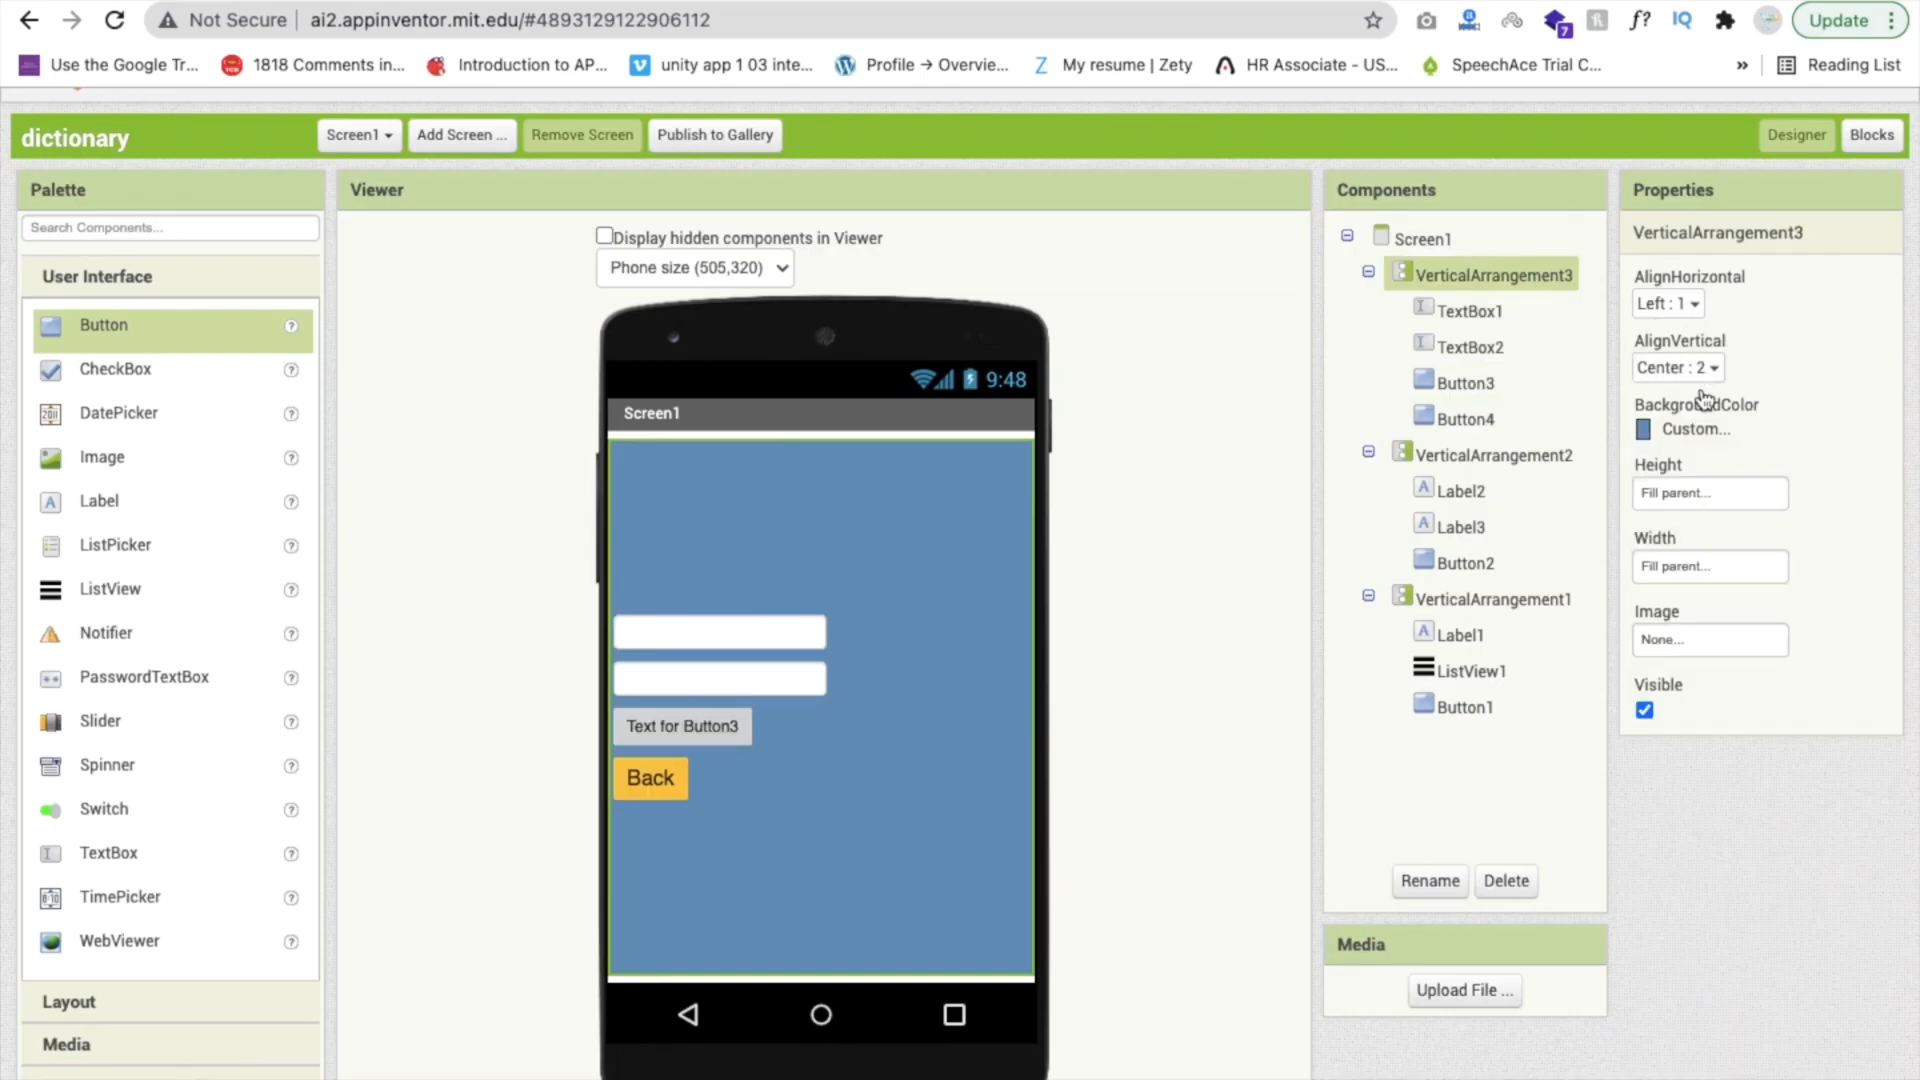 Not Secure | ai2.appinventor.mit.edu/#4893129122906112
7
f?
IQ
Update
Use the Google Tr...
1818 Comments in...
Introduction to AP...
unity app 1 03 inte...
Profile → Overvie...
My resume | Zety
HR Associate - US...
SpeechAce Trial C...
»
Reading List
dictionary
Screen1
Add Screen ...
Remove Screen
Publish to Gallery
Designer
Blocks
Palette
Search Components...
User Interface
Button
CheckBox
DatePicker
Image
Label
ListPicker
ListView
Notifier
PasswordTextBox
Slider
Spinner
Switch
TextBox
TimePicker
WebViewer
Layout
Media
Viewer
Display hidden components in Viewer
Phone size (505,320)
9:48
Screen1
Text for Button3
Back
Components
Screen1
VerticalArrangement3
TextBox1
TextBox2
Button3
Button4
VerticalArrangement2
Label2
Label3
Button2
VerticalArrangement1
Label1
ListView1
Button1
Rename
Delete
Media
Upload File ...
Properties
VerticalArrangement3
AlignHorizontal
Left : 1
AlignVertical
Center : 2
BackgroundColor
Custom...
Height
Fill parent...
Width
Fill parent...
Image
None...
Visible